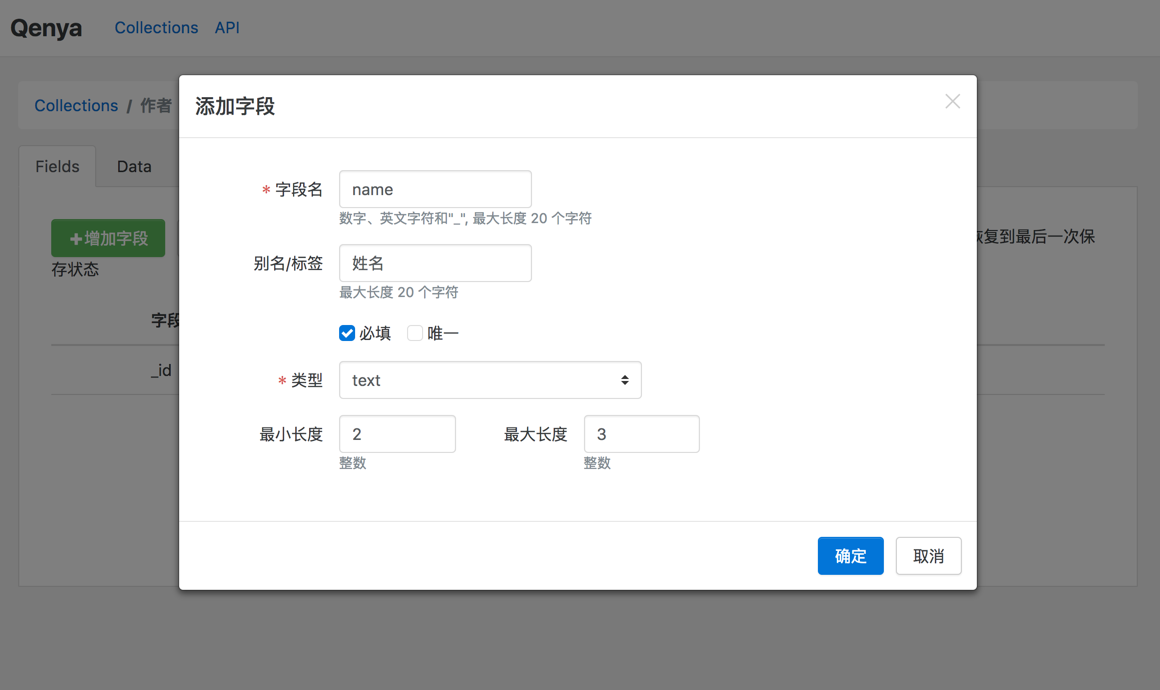 Qenya Collections API
Collections / 作者
添加字段
Fields Data
* 字段名 name
数字、英文字符和"_", 最大长度 20 个字符
+增加字段
恢复到最后一次保
存状态
别名/标签 姓名
最大长度 20 个字符
字段
必填 唯一
_id
* 类型 text
最小长度 2 最大长度 3
整数 整数
确定 取消